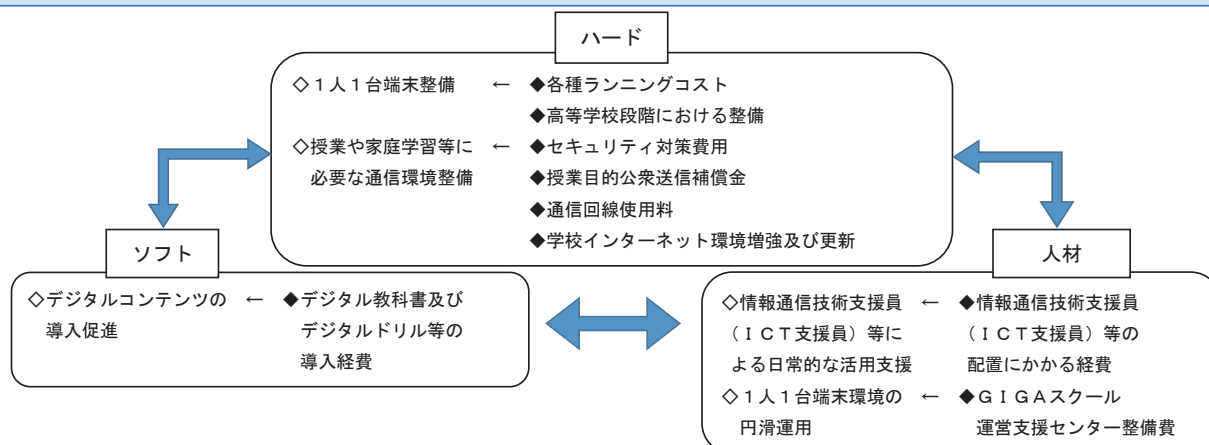 ハード
◇１人１台端末整備 ← ◆各種ランニングコスト
◆高等学校段階における整備
◇授業や家庭学習等に ← ◆セキュリティ対策費用
必要な通信環境整備 ◆授業目的公衆送信補償金
◆通信回線使用料
◆学校インターネット環境増強及び更新
ソフト
◇デジタルコンテンツの ← ◆デジタル教科書及び
導入促進 デジタルドリル等の
導入経費
人材
◇情報通信技術支援員 ← ◆情報通信技術支援員
（ＩＣＴ支援員）等に （ＩＣＴ支援員）等の
よる日常的な活用支援 配置にかかる経費
◇１人１台端末環境の ← ◆ＧＩＧＡスクール
円滑運用 運営支援センター整備費